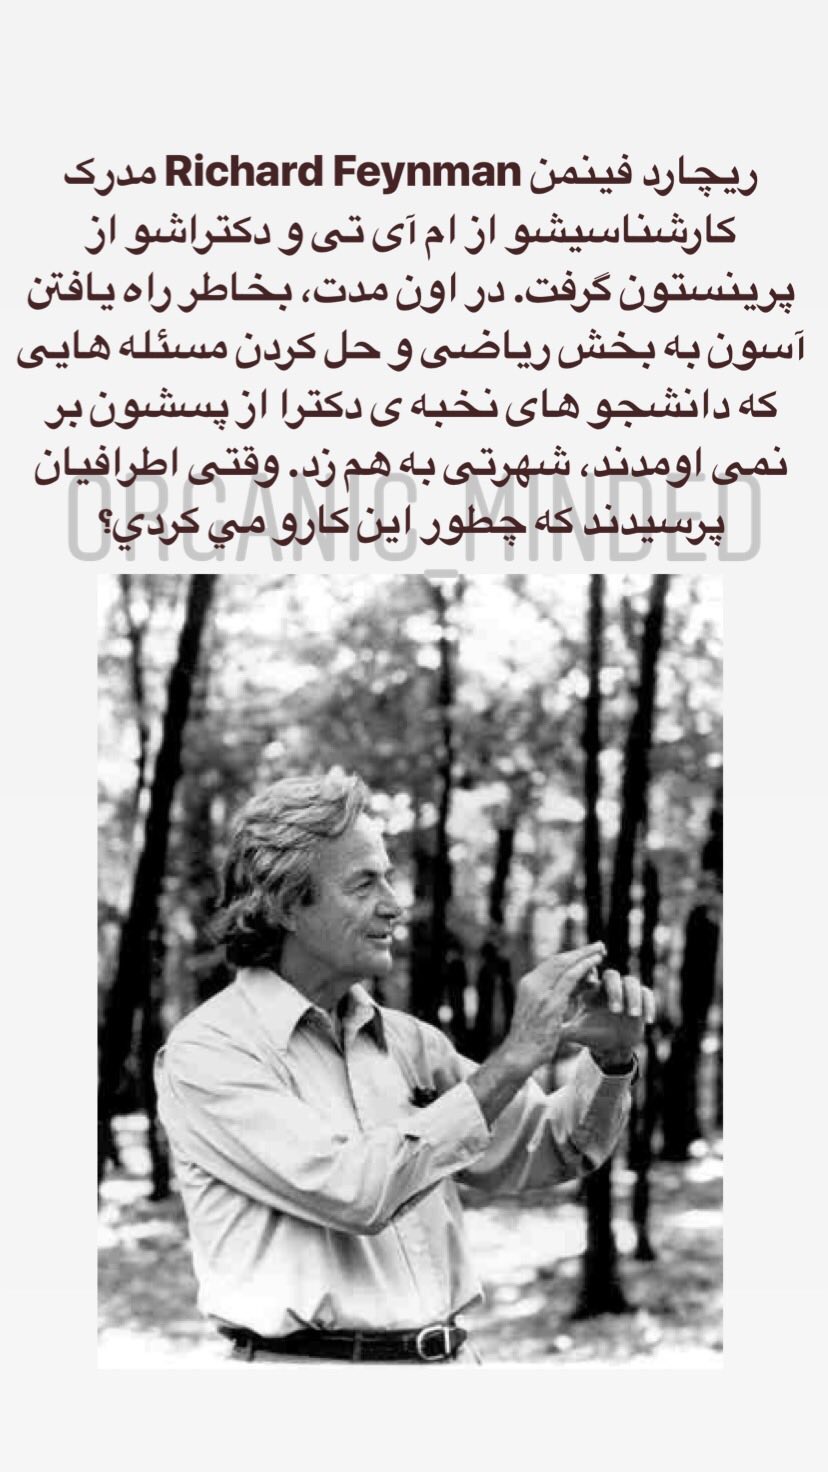 ریچارد فینمن Richard Feynman مدرک
کارشناسیشو از ام آی تی و دکتراشو از
پرینستون گرفت. در اون مدت، بخاطر راه یافتن
آسون به بخش ریاضی و حل کردن مسئله هایی
که دانشجو های نخبه ی دکترا از پسشون بر
نمی اومدند، شهرتی به هم زد. وقتی اطرافیان
پرسیدند که چطور این کارو مي کردي؟
ORGANIC_MINDED